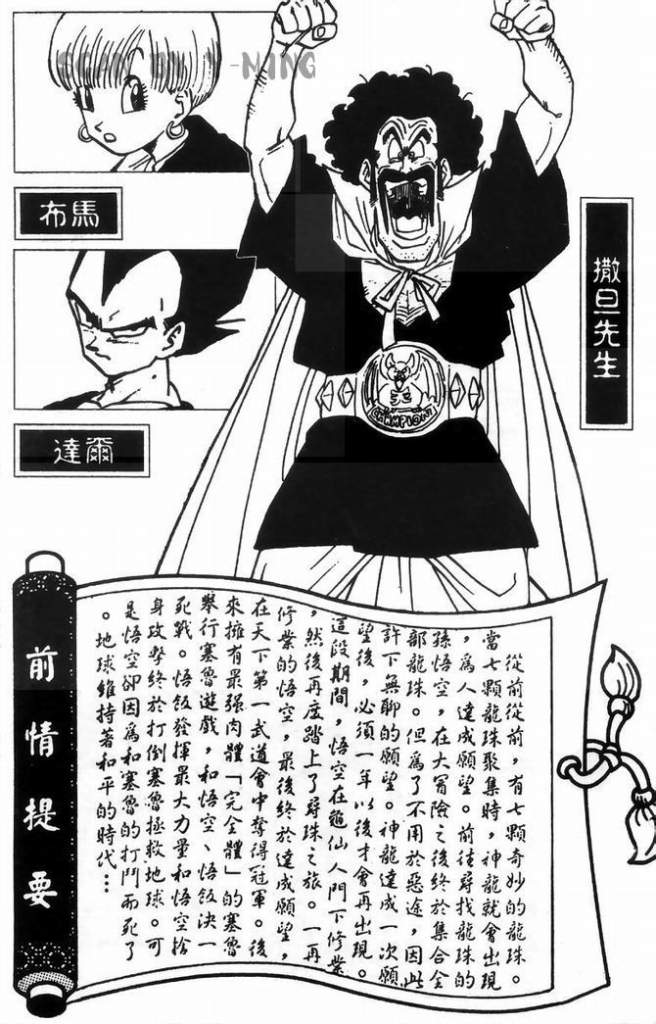 布馬
達爾
撒旦先生
CHAMPION
前情提要
從前從前，有七顆奇妙的龍珠。
當七顆龍珠聚集時，神龍就會出現
，爲人達成願望。前往尋找龍珠的
孫悟空，在大冒險之後終於集合全
部龍珠。但爲了不用於惡途，因此
許下無聊的願望。神龍達成一次願
望後，必須一年以後才會再出現。
這段期間，悟空在龜仙人門下修業
，然後再度踏上了尋珠之旅。一再
修業的悟空，最後終於達成願望，
在天下第一武道會中奪得冠軍。後
來擁有最强肉體「完全體」的塞魯
舉行塞魯遊戲，和悟空、悟飯決一
死戰。悟飯發揮最大力量和悟空捨
身攻擊終於打倒塞魯拯救地球。可
是悟空卻因爲和塞魯的打鬥而死了
。地球維持著和平的時代…